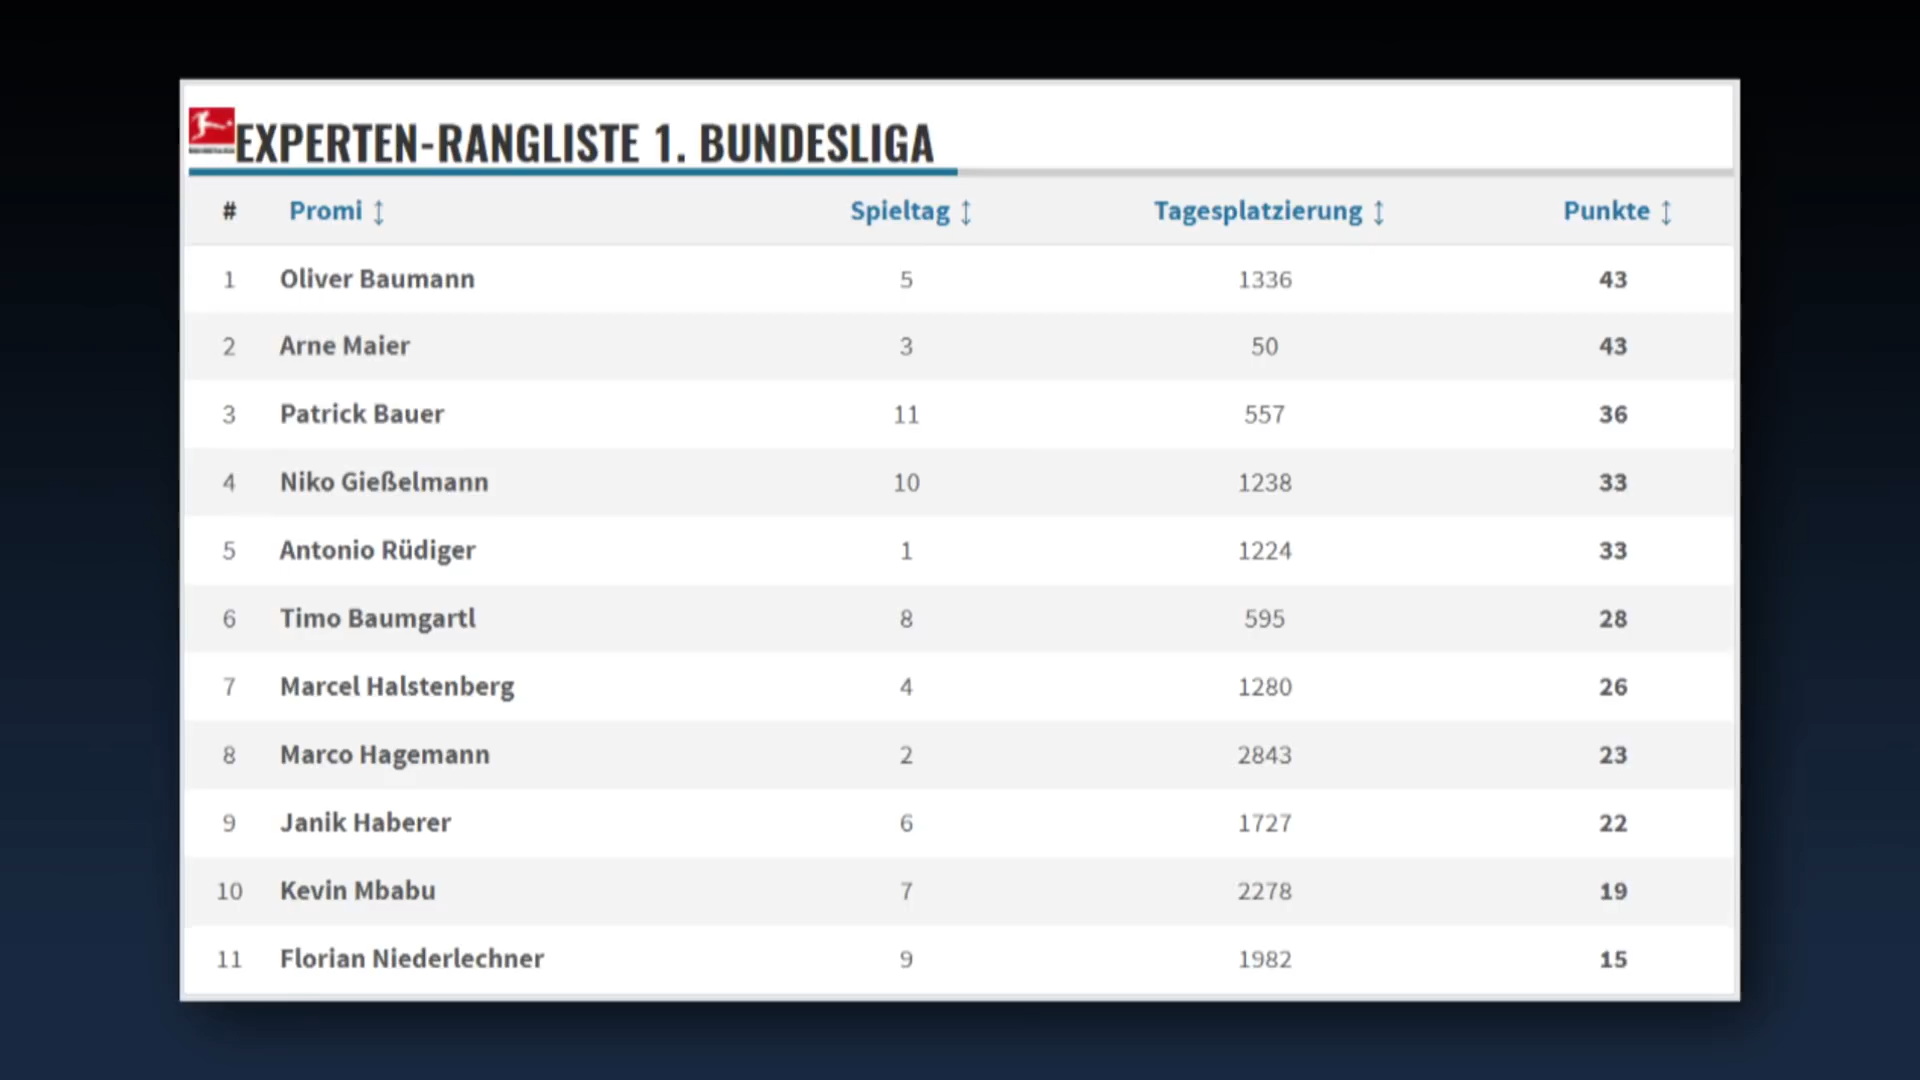 EXPERTEN-RANGLISTE 1. BUNDESLIGA
# Promi ↕ Spieltag ↕ Tagesplatzierung ↕ Punkte ↕
1 Oliver Baumann 5 1336 43
2 Arne Maier 3 50 43
3 Patrick Bauer 11 557 36
4 Niko Gießelmann 10 1238 33
5 Antonio Rüdiger 1 1224 33
6 Timo Baumgartl 8 595 28
7 Marcel Halstenberg 4 1280 26
8 Marco Hagemann 2 2843 23
9 Janik Haberer 6 1727 22
10 Kevin Mbabu 7 2278 19
11 Florian Niederlechner 9 1982 15